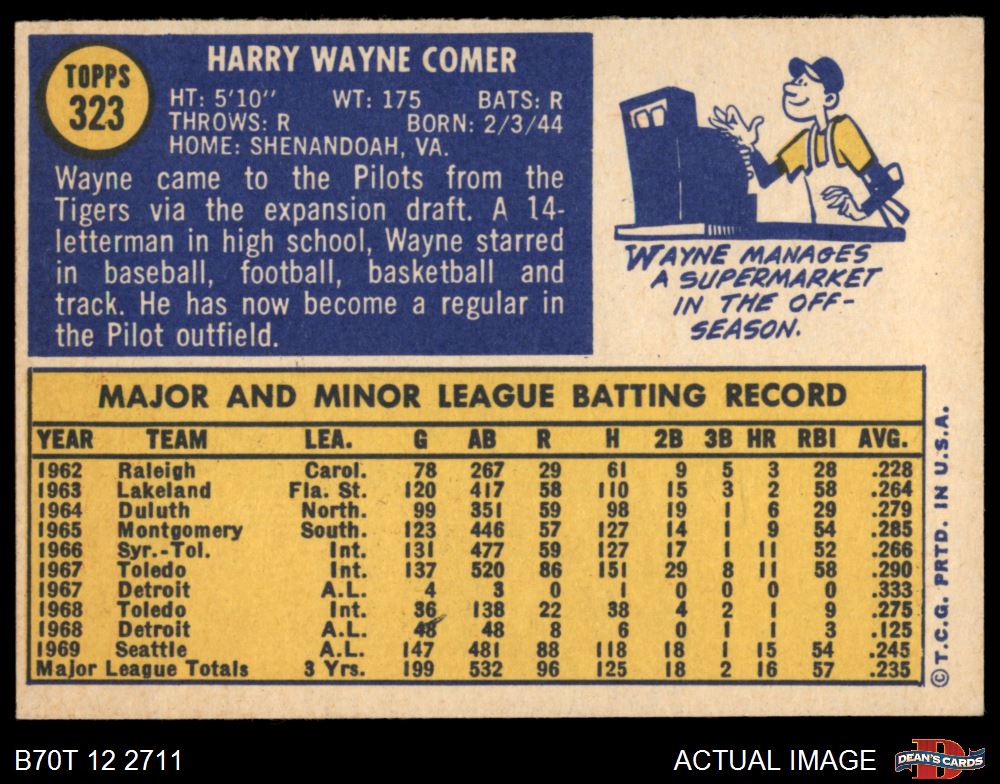 TOPPS
323
HARRY WAYNE COMER
HT: 5'10" WT: 175 BATS: R
THROWS: R BORN: 2/3/44
HOME: SHENANDOAH, VA.
Wayne came to the Pilots from the
Tigers via the expansion draft. A 14-
letterman in high school, Wayne starred
in baseball, football, basketball and
track. He has now become a regular in
the Pilot outfield.
WAYNE MANAGES
A SUPERMARKET
IN THE OFF-
SEASON.
MAJOR AND MINOR LEAGUE BATTING RECORD
YEAR TEAM LEA. G AB R H 2B 3B HR RBI AVG.
1962 Raleigh Carol. 78 267 29 61 9 5 3 28 .228
1963 Lakeland Fla. St. 120 417 58 110 15 3 2 58 .264
1964 Duluth North. 99 351 59 98 19 1 6 29 .279
1965 Montgomery South. 123 446 57 127 14 1 9 54 .285
1966 Syr.-Tol. Int. 131 477 59 127 17 1 11 52 .266
1967 Toledo Int. 137 520 86 151 29 8 11 58 .290
1967 Detroit A.L. 4 3 0 1 0 0 0 0 .333
1968 Toledo Int. 36 138 22 38 4 2 1 9 .275
1968 Detroit A.L. 48 48 8 6 0 1 1 3 .125
1969 Seattle A.L. 147 481 88 118 18 1 15 54 .245
Major League Totals 3 Yrs. 199 532 96 125 18 2 16 57 .235
© T.C.G. PRTD. IN U.S.A.
B70T 12 2711
ACTUAL IMAGE
DEAN'S CARDS